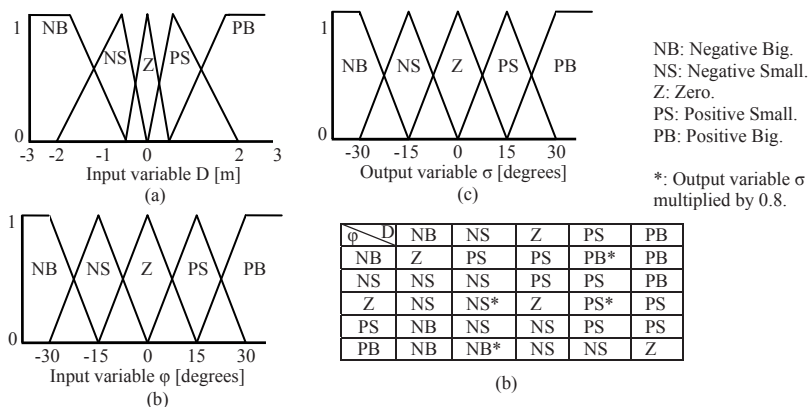 1
NB
NS
Z
PS
PB
0
-3 -2 -1 0 1 2 3
Input variable D [m]
(a)
1
NB
NS
Z
PS
PB
0
-30 -15 0 15 30
Output variable σ [degrees]
(c)
NB: Negative Big.
NS: Negative Small.
Z: Zero.
PS: Positive Small.
PB: Positive Big.
*: Output variable σ
multiplied by 0.8.
1
NB
NS
Z
PS
PB
0
-30 -15 0 15 30
Input variable φ [degrees]
(b)
φ D NB NS Z PS PB
NB Z PS PS PB* PB
NS NS NS PS PS PB
Z NS NS* Z PS* PS
PS NB NS NS PS PS
PB NB NB* NS NS Z
(b)